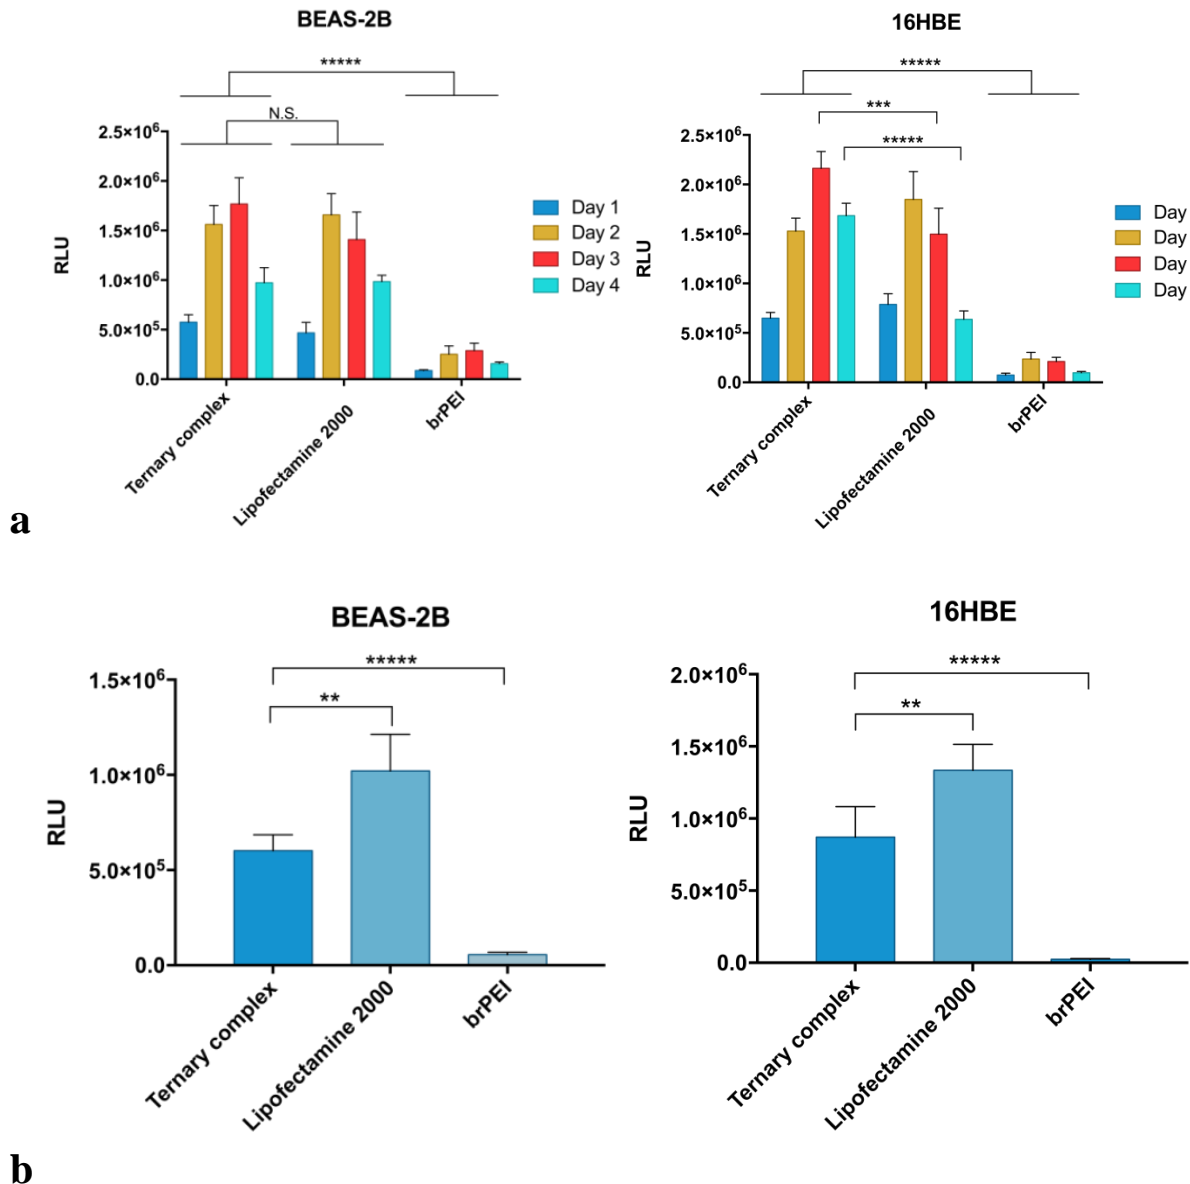 BEAS-2B
*****
N.S.
2.5×10⁶
2.0×10⁶
1.5×10⁶
1.0×10⁶
5.0×10⁵
0.0
RLU
Ternary complex
Lipofectamine 2000
brPEI
Day 1
Day 2
Day 3
Day 4
16HBE
*****
***
*****
2.5×10⁶
2.0×10⁶
1.5×10⁶
1.0×10⁶
5.0×10⁵
0.0
RLU
Ternary complex
Lipofectamine 2000
brPEI
Day
Day
Day
Day
a
BEAS-2B
*****
**
1.5×10⁶
1.0×10⁶
5.0×10⁵
0.0
RLU
Ternary complex
Lipofectamine 2000
brPEI
16HBE
*****
**
2.0×10⁶
1.5×10⁶
1.0×10⁶
5.0×10⁵
0.0
RLU
Ternary complex
Lipofectamine 2000
brPEI
b